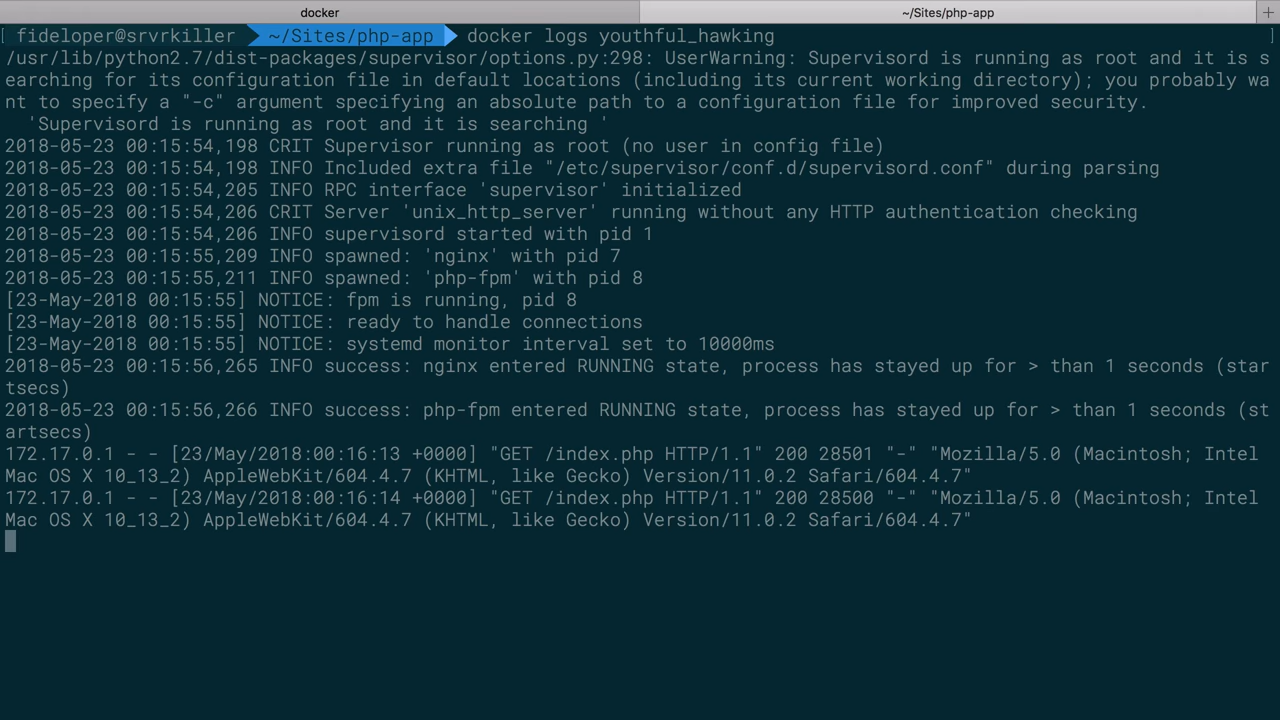 docker
~/Sites/php-app
+
[ fideloper@srvrkiller ~/Sites/php-app docker logs youthful_hawking ]
/usr/lib/python2.7/dist-packages/supervisor/options.py:298: UserWarning: Supervisord is running as root and it is s
earching for its configuration file in default locations (including its current working directory); you probably wa
nt to specify a "-c" argument specifying an absolute path to a configuration file for improved security.
  'Supervisord is running as root and it is searching '
2018-05-23 00:15:54,198 CRIT Supervisor running as root (no user in config file)
2018-05-23 00:15:54,198 INFO Included extra file "/etc/supervisor/conf.d/supervisord.conf" during parsing
2018-05-23 00:15:54,205 INFO RPC interface 'supervisor' initialized
2018-05-23 00:15:54,206 CRIT Server 'unix_http_server' running without any HTTP authentication checking
2018-05-23 00:15:54,206 INFO supervisord started with pid 1
2018-05-23 00:15:55,209 INFO spawned: 'nginx' with pid 7
2018-05-23 00:15:55,211 INFO spawned: 'php-fpm' with pid 8
[23-May-2018 00:15:55] NOTICE: fpm is running, pid 8
[23-May-2018 00:15:55] NOTICE: ready to handle connections
[23-May-2018 00:15:55] NOTICE: systemd monitor interval set to 10000ms
2018-05-23 00:15:56,265 INFO success: nginx entered RUNNING state, process has stayed up for > than 1 seconds (star
tsecs)
2018-05-23 00:15:56,266 INFO success: php-fpm entered RUNNING state, process has stayed up for > than 1 seconds (st
artsecs)
172.17.0.1 - - [23/May/2018:00:16:13 +0000] "GET /index.php HTTP/1.1" 200 28501 "-" "Mozilla/5.0 (Macintosh; Intel
Mac OS X 10_13_2) AppleWebKit/604.4.7 (KHTML, like Gecko) Version/11.0.2 Safari/604.4.7"
172.17.0.1 - - [23/May/2018:00:16:14 +0000] "GET /index.php HTTP/1.1" 200 28500 "-" "Mozilla/5.0 (Macintosh; Intel
Mac OS X 10_13_2) AppleWebKit/604.4.7 (KHTML, like Gecko) Version/11.0.2 Safari/604.4.7"